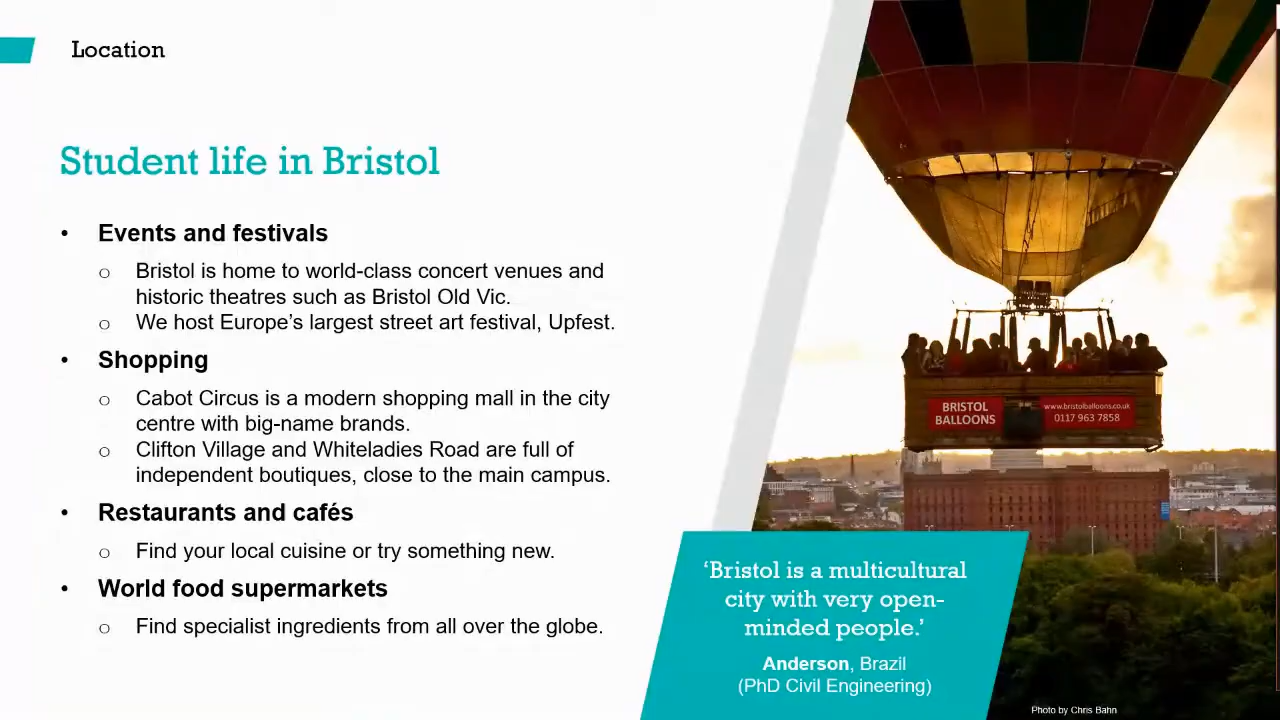 Location
Student life in Bristol
• Events and festivals
o Bristol is home to world-class concert venues and
historic theatres such as Bristol Old Vic.
o We host Europe’s largest street art festival, Upfest.
• Shopping
o Cabot Circus is a modern shopping mall in the city
centre with big-name brands.
o Clifton Village and Whiteladies Road are full of
independent boutiques, close to the main campus.
• Restaurants and cafés
o Find your local cuisine or try something new.
• World food supermarkets
o Find specialist ingredients from all over the globe.
BRISTOL
BALLOONS
www.bristolballoons.co.uk
0117 963 7858
‘Bristol is a multicultural
city with very open-
minded people.’
Anderson, Brazil
(PhD Civil Engineering)
Photo by Chris Bahn